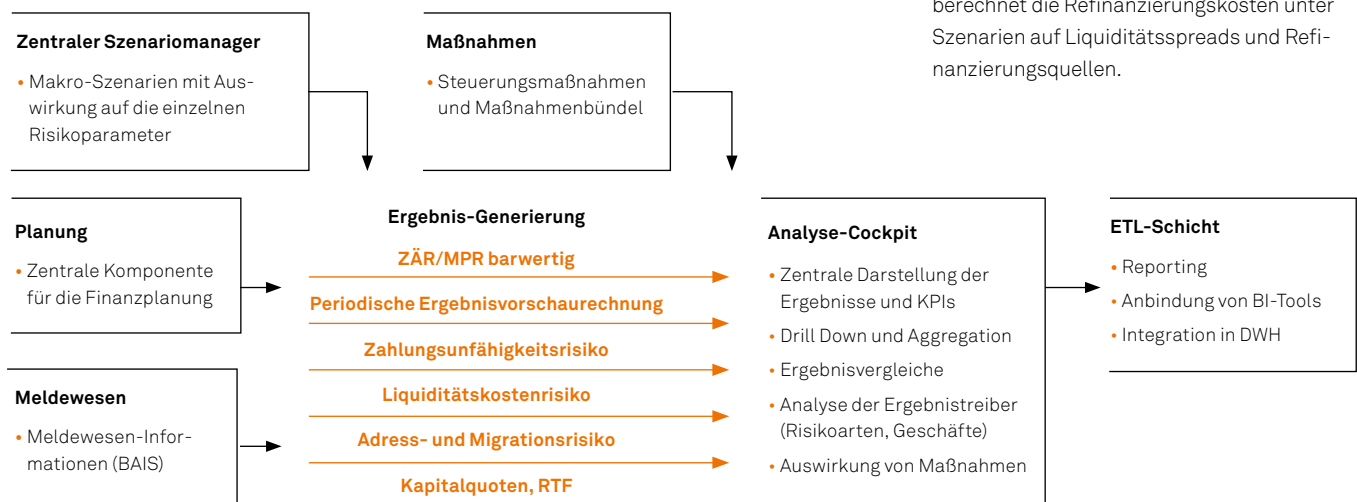 berechnet die Refinanzierungskosten unter
Szenarien auf Liquiditätsspreads und Refi-
nanzierungsquellen.
Zentraler Szenariomanager
• Makro-Szenarien mit Aus-
wirkung auf die einzelnen
Risikoparameter
Maßnahmen
• Steuerungsmaßnahmen
und Maßnahmenbündel
Planung
• Zentrale Komponente
für die Finanzplanung
Meldewesen
• Meldewesen-Infor-
mationen (BAIS)
Ergebnis-Generierung
ZÄR/MPR barwertig
Periodische Ergebnisvorschaurechnung
Zahlungsunfähigkeitsrisiko
Liquiditätskostenrisiko
Adress- und Migrationsrisiko
Kapitalquoten, RTF
Analyse-Cockpit
• Zentrale Darstellung der
Ergebnisse und KPIs
• Drill Down und Aggregation
• Ergebnisvergleiche
• Analyse der Ergebnistreiber
(Risikoarten, Geschäfte)
• Auswirkung von Maßnahmen
ETL-Schicht
• Reporting
• Anbindung von BI-Tools
• Integration in DWH